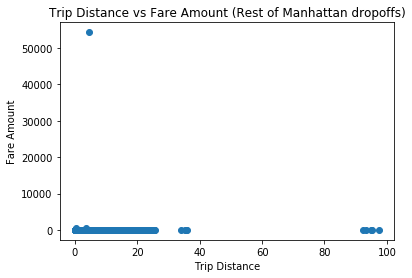 Trip Distance vs Fare Amount (Rest of Manhattan dropoffs)
50000
40000
30000
20000
10000
0
Fare Amount
0 20 40 60 80 100
Trip Distance